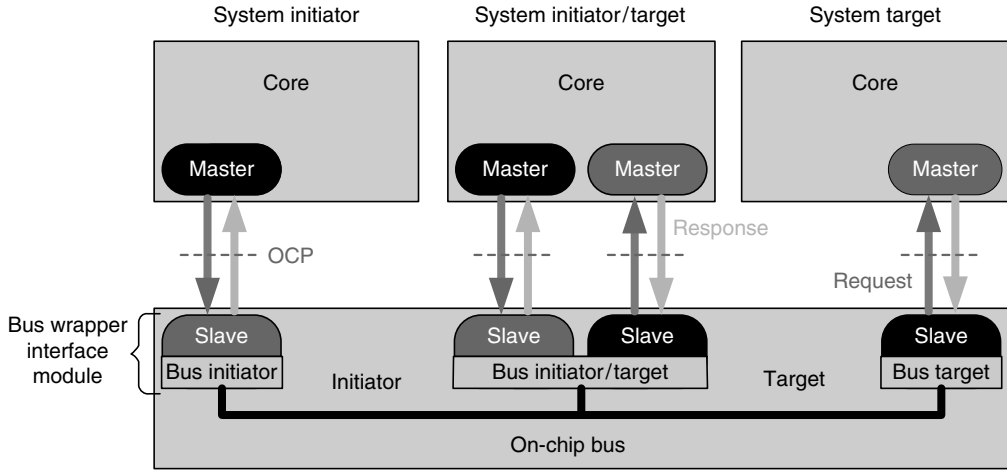 System initiator
System initiator/target
System target
Core
Core
Core
Master
Master
Master
Master
OCP
Response
Request
Bus wrapper
interface
module
Slave
Slave
Slave
Slave
Bus initiator
Initiator
Bus initiator/target
Target
Bus target
On-chip bus